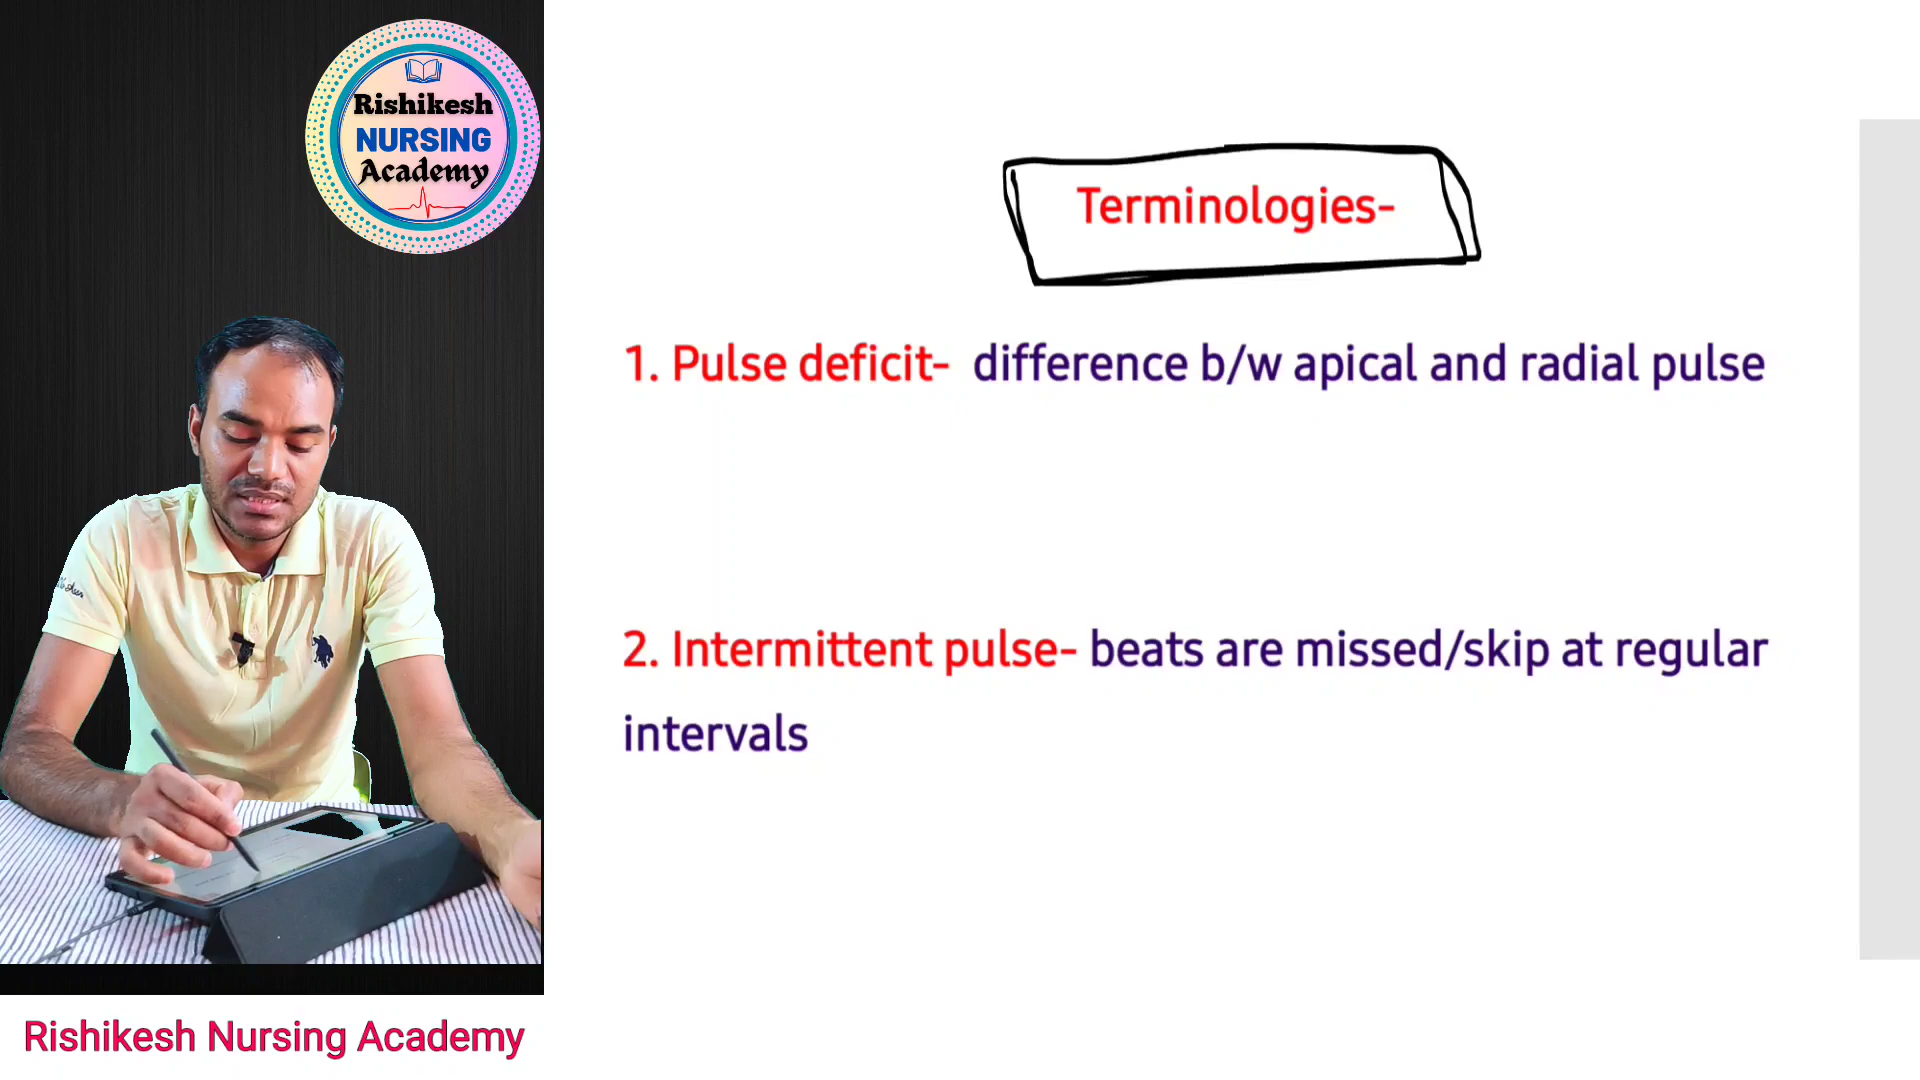 Rishikesh
NURSING
Academy
Terminologies-
1. Pulse deficit- difference b/w apical and radial pulse
2. Intermittent pulse- beats are missed/skip at regular
intervals
Rishikesh Nursing Academy